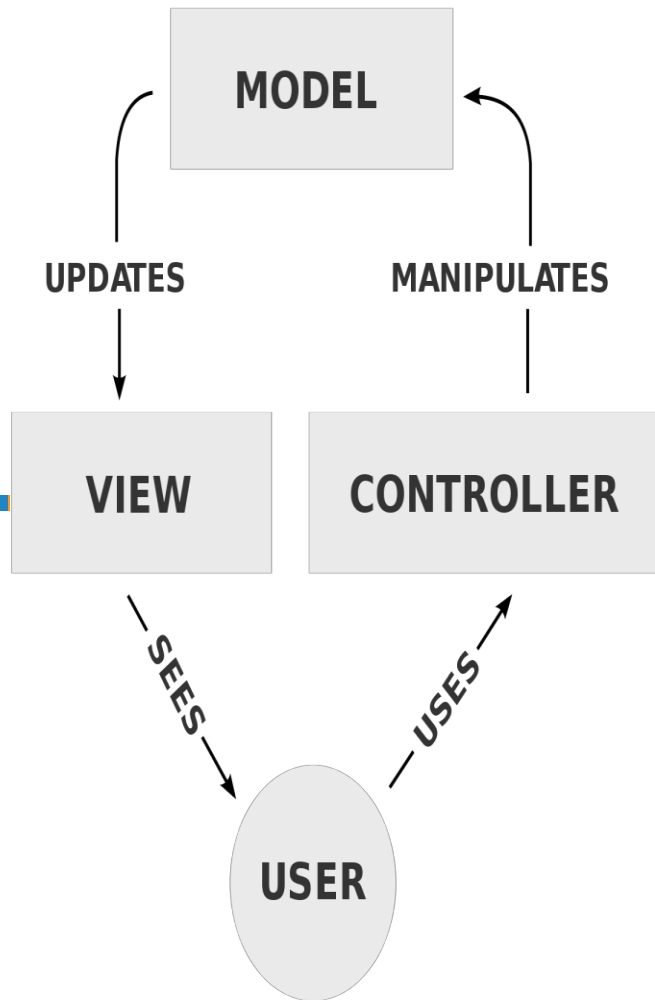 MODEL
UPDATES
MANIPULATES
VIEW
CONTROLLER
SEES
USES
USER